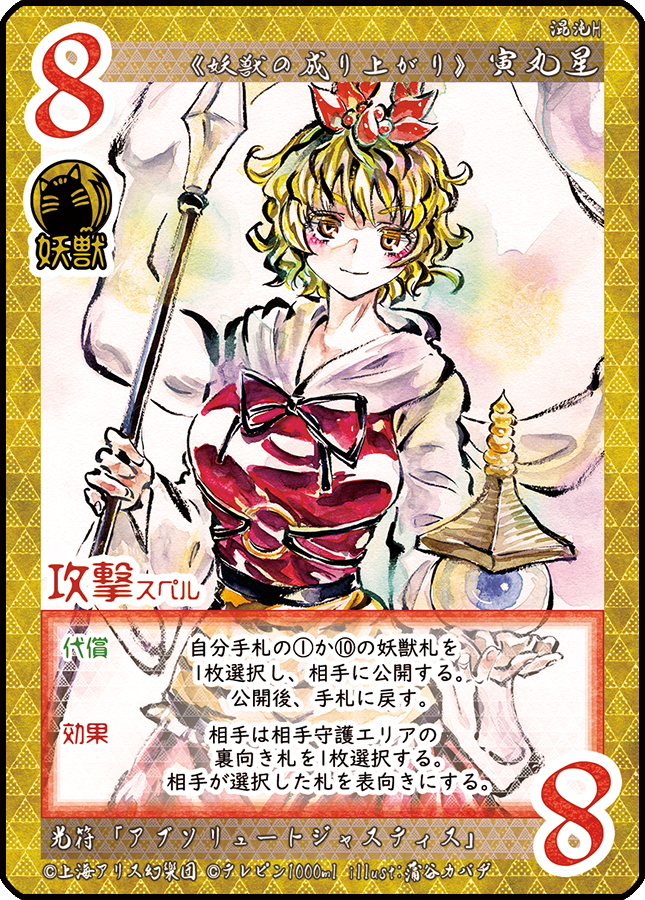 混沌H
8
《妖獣の成り上がり》 寅丸星
妖獣
攻撃スペル
代償
自分手札の①か⑩の妖獣札を
1枚選択し、相手に公開する。
公開後、手札に戻す。
効果
相手は相手守護エリアの
裏向き札を1枚選択する。
相手が選択した札を表向きにする。
8
光符「アブソリュートジャスティス」
©上海アリス幻樂団 ©テレピン1000ml illust:蒲谷カバヂ